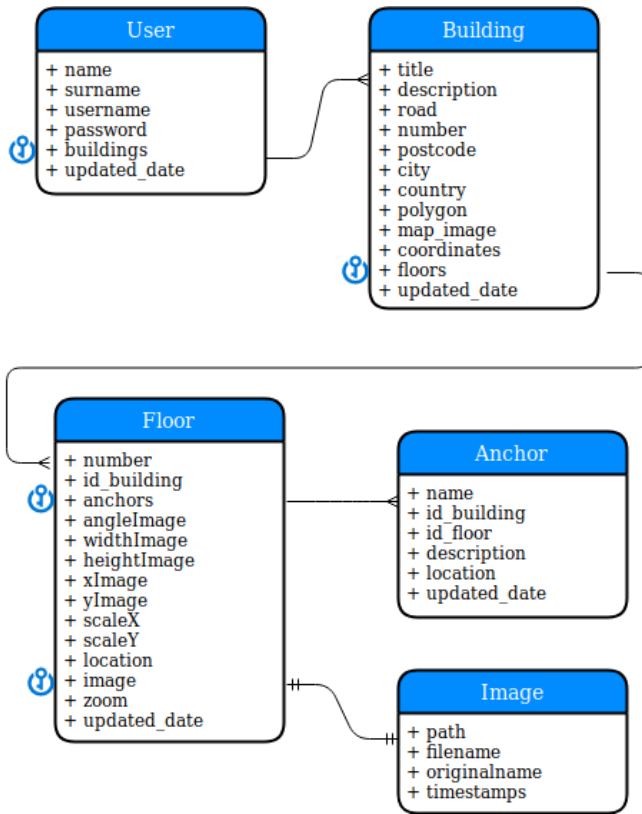 User
+ name
+ surname
+ username
+ password
+ buildings
+ updated_date
Building
+ title
+ description
+ road
+ number
+ postcode
+ city
+ country
+ polygon
+ map_image
+ coordinates
+ floors
+ updated_date
Floor
+ number
+ id_building
+ anchors
+ angleImage
+ widthImage
+ heightImage
+ xImage
+ yImage
+ scaleX
+ scaleY
+ location
+ image
+ zoom
+ updated_date
Anchor
+ name
+ id_building
+ id_floor
+ description
+ location
+ updated_date
Image
+ path
+ filename
+ originalname
+ timestamps